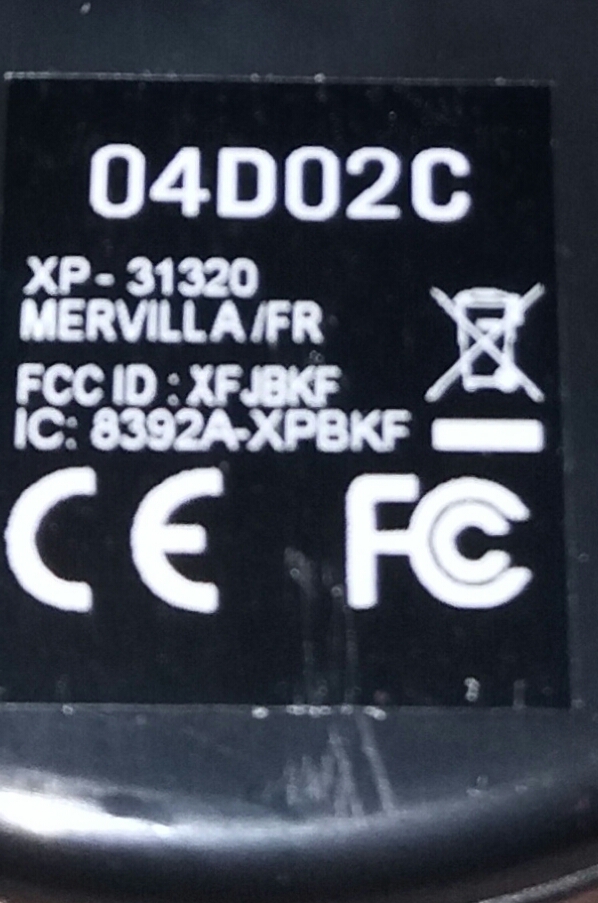 04D02C
XP - 31320
MERVILLA/FR
FCC ID : XFJBKF
IC: 8392A-XPBKF
CE FC